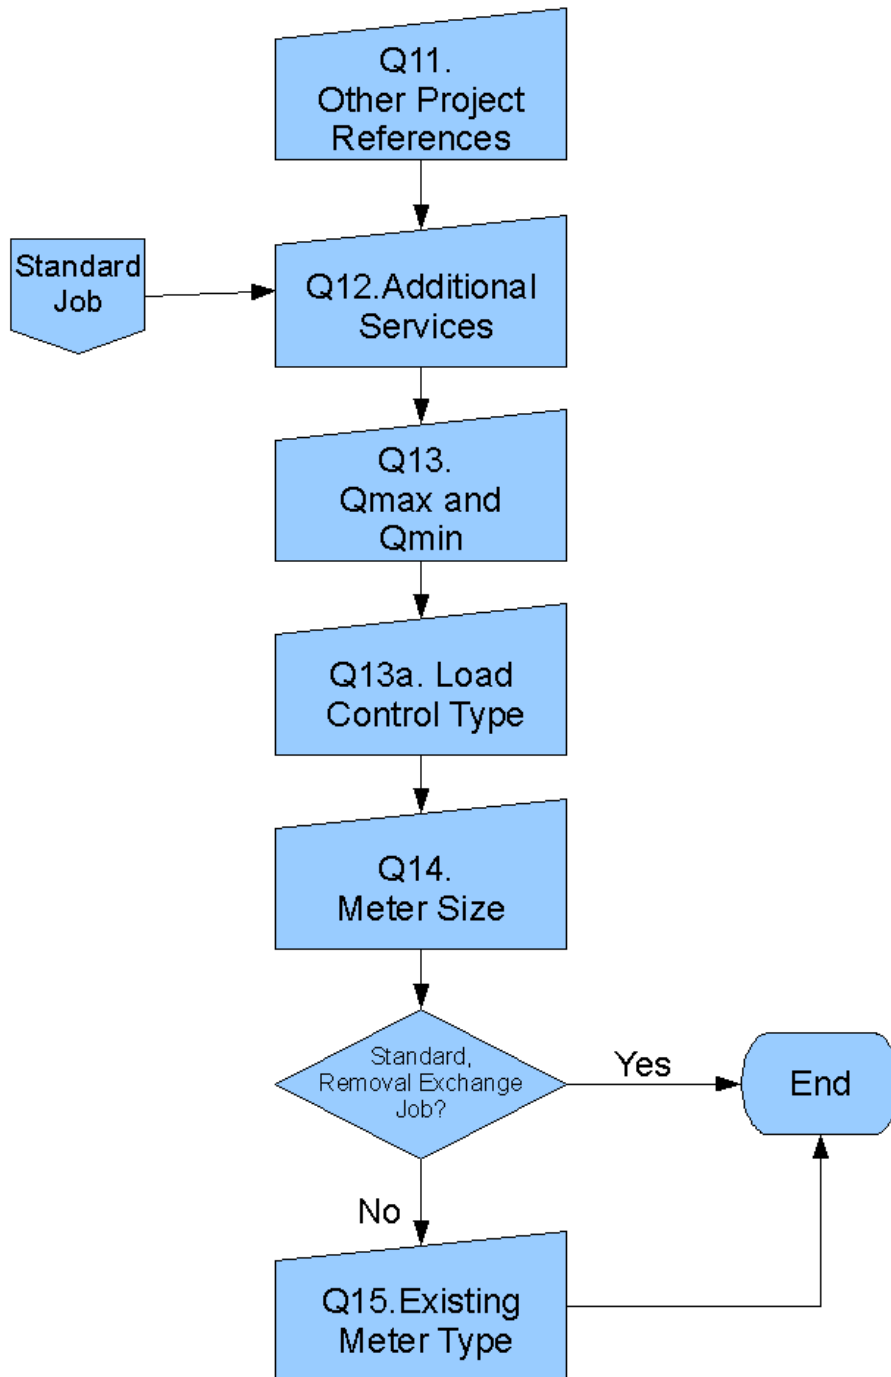 Q11.
Other Project
References
Standard
Job
Q12.Additional
Services
Q13.
Qmax and
Qmin
Q13a. Load
Control Type
Q14.
Meter Size
Standard,
Removal Exchange
Job?
Yes
End
No
Q15.Existing
Meter Type